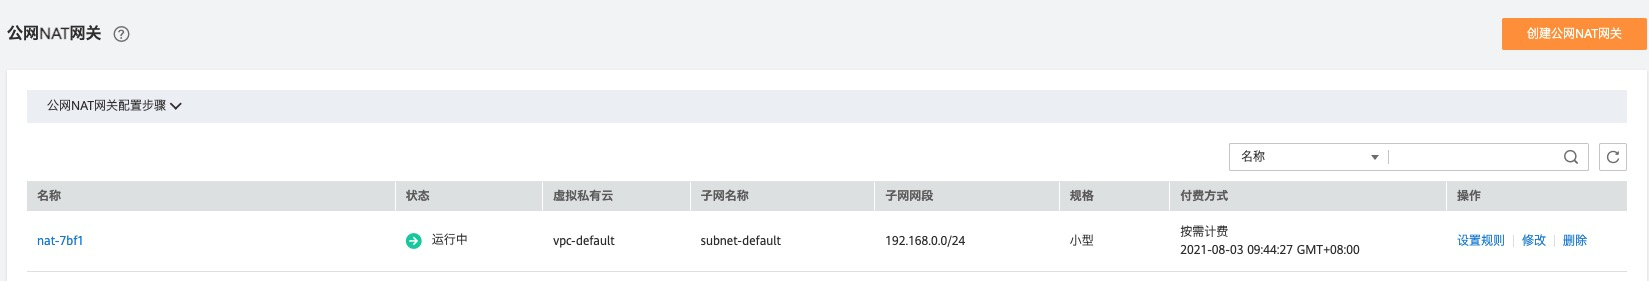 公网NAT网关 ?
创建公网NAT网关
公网NAT网关配置步骤
名称
名称 状态 虚拟私有云 子网名称 子网网段 规格 付费方式 操作
nat-7bf1 运行中 vpc-default subnet-default 192.168.0.0/24 小型 按需计费 设置规则 修改 删除
2021-08-03 09:44:27 GMT+08:00